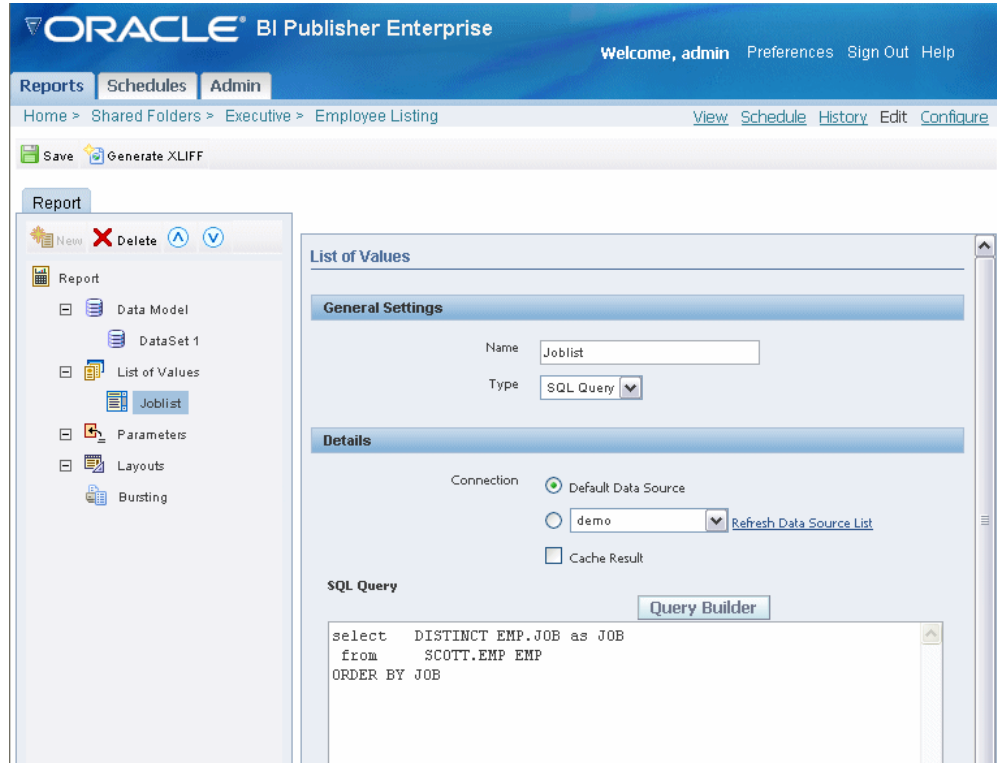 ORACLE® BI Publisher Enterprise
Welcome, admin Preferences Sign Out Help
Reports Schedules Admin
Home > Shared Folders > Executive > Employee Listing View Schedule History Edit Configure
Save Generate XLIFF
Report
New Delete
Report
Data Model
DataSet 1
List of Values
Joblist
Parameters
Layouts
Bursting
List of Values
General Settings
Name Joblist
Type SQL Query
Details
Connection Default Data Source
demo Refresh Data Source List
Cache Result
SQL Query
Query Builder
select DISTINCT EMP.JOB as JOB
from SCOTT.EMP EMP
ORDER BY JOB